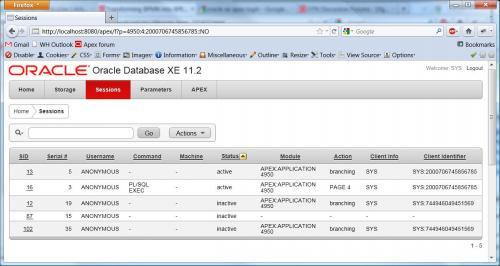 Firefox
Sessions
http://localhost:8080/apex/f?p=4950:4:2000706745856785:NO
Google
Gmail WH Outlook Apex forum
Bookmarks
Disable Cookies CSS Forms Images Information Miscellaneous Outline Resize Tools View Source Options
ORACLE Oracle Database XE 11.2
Welcome: SYS Logout
Home Storage Sessions Parameters APEX
Home Sessions
Go Actions
SID Serial # Username Command Machine Status Module Action Client Info Client Identifier
13 5 ANONYMOUS - - active APEX:APPLICATION 4950 branching SYS SYS:2000706745856785
16 3 ANONYMOUS PL/SQL EXEC - active APEX:APPLICATION 4950 PAGE 4 SYS SYS:2000706745856785
12 19 ANONYMOUS - - inactive APEX:APPLICATION 4950 branching SYS SYS:744946049451569
87 15 ANONYMOUS - - inactive - - - -
102 35 ANONYMOUS - - inactive APEX:APPLICATION 4950 branching SYS SYS:744946049451569
1 - 5